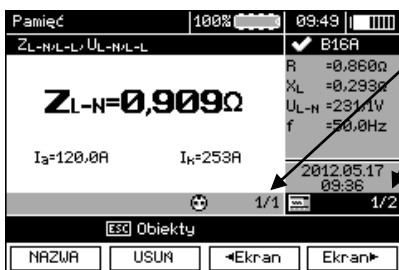 Pamięć 100% 09:49
ZL-N,L-L, UL-N,L-L
ZL-N=0,909Ω
Ia=120,0A Ik=253A
1/1
B16A
R =0,860Ω
XL =0,293Ω
UL-N =231,1V
f =50,0Hz
2012.05.17
09:36
1/2
ESC Obiekty
NAZWA USUŃ ◄Ekran Ekran►